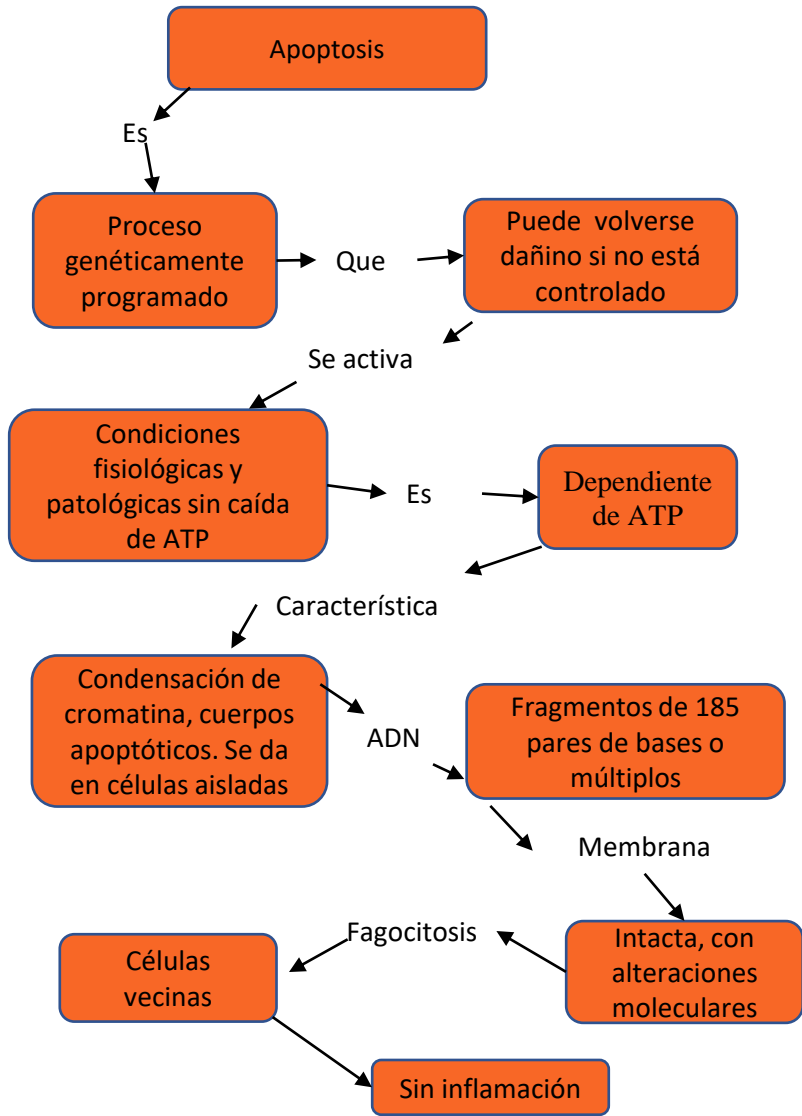 Apoptosis
Es
Proceso
genéticamente
programado
Que
Puede volverse
dañino si no está
controlado
Se activa
Condiciones
fisiológicas y
patológicas sin caída
de ATP
Es
Dependiente
de ATP
Característica
Condensación de
cromatina, cuerpos
apoptóticos. Se da
en células aisladas
ADN
Fragmentos de 185
pares de bases o
múltiplos
Membrana
Intacta, con
alteraciones
moleculares
Fagocitosis
Células
vecinas
Sin inflamación